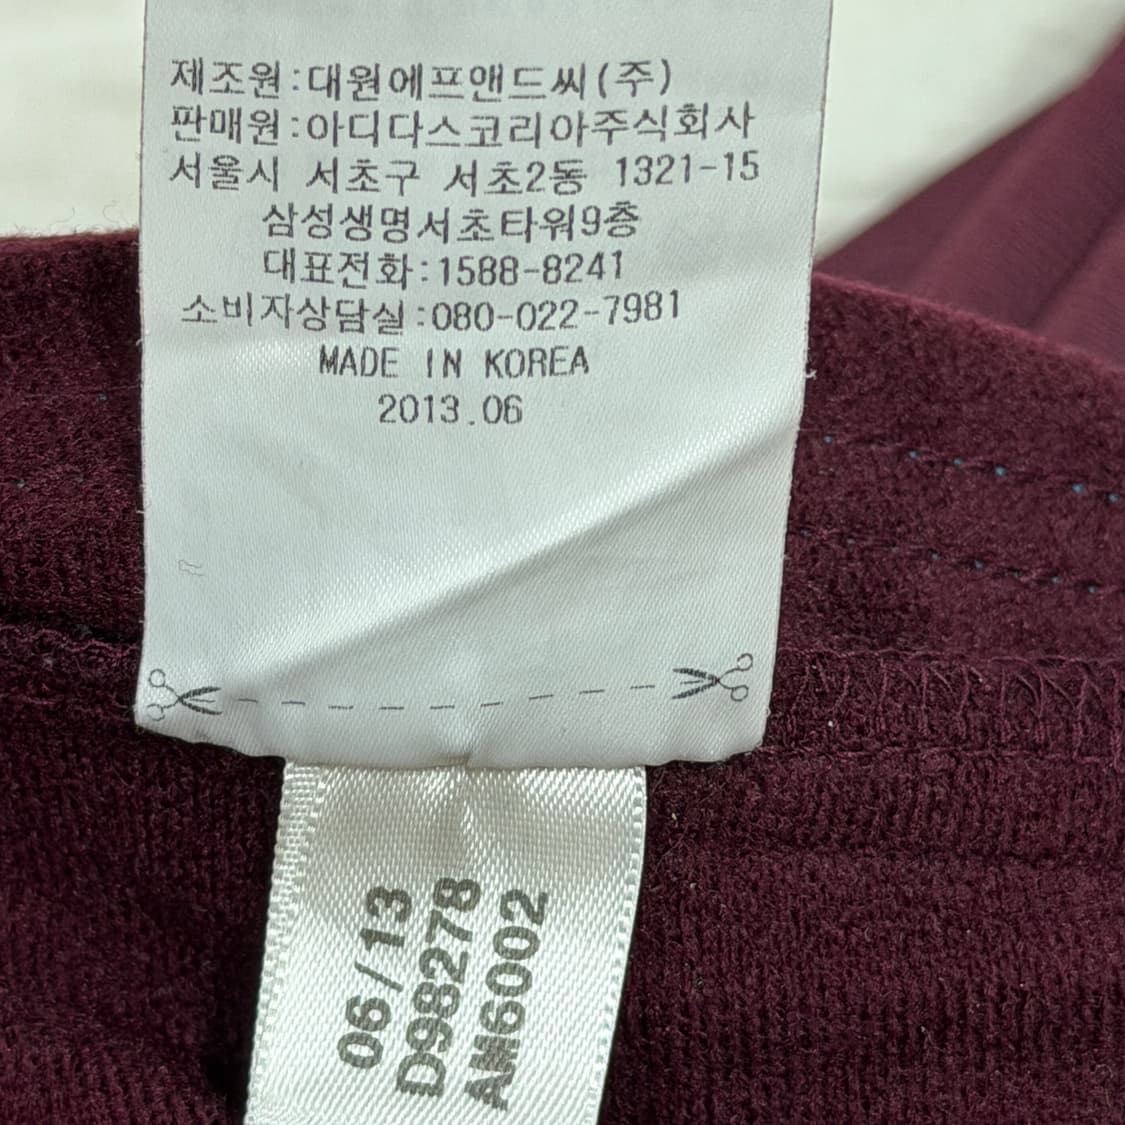 제조원:대원에프앤드씨(주)
판매원:아디다스코리아주식회사
서울시 서초구 서초2동 1321-15
삼성생명서초타워9층
대표전화:1588-8241
소비자상담실:080-022-7981
MADE IN KOREA
2013.06
06/13
D98278
AM6002